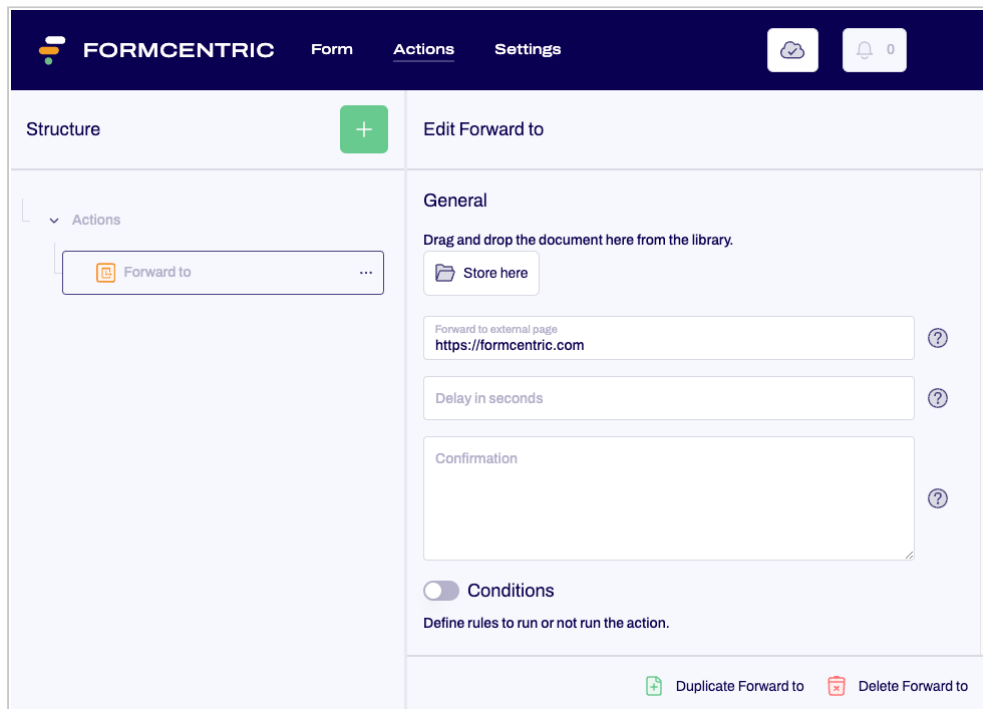 FORMCENTRIC
Form
Actions
Settings
0
Structure
+
Edit Forward to
Actions
Forward to
...
General
Drag and drop the document here from the library.
Store here
Forward to external page
https://formcentric.com
?
Delay in seconds
?
Confirmation
?
Conditions
Define rules to run or not run the action.
Duplicate Forward to
Delete Forward to